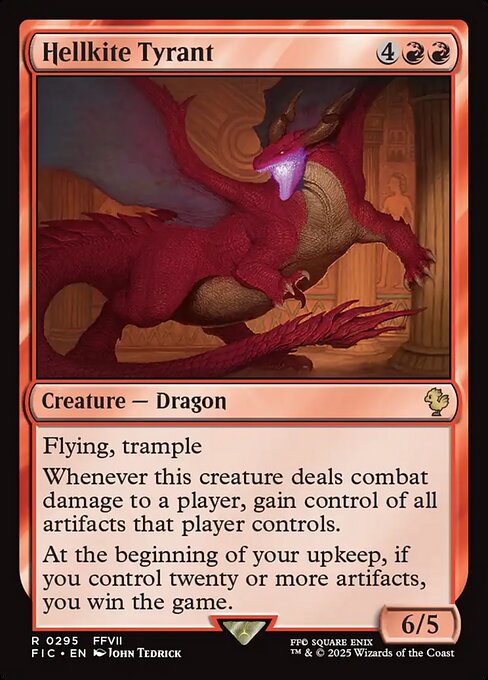 Hellkite Tyrant 4
Creature — Dragon
Flying, trample
Whenever this creature deals combat
damage to a player, gain control of all
artifacts that player controls.
At the beginning of your upkeep, if
you control twenty or more artifacts,
you win the game.
6/5
R 0295 FFVII
FIC • EN John Tedrick
FF© SQUARE ENIX
™ & © 2025 Wizards of the Coast